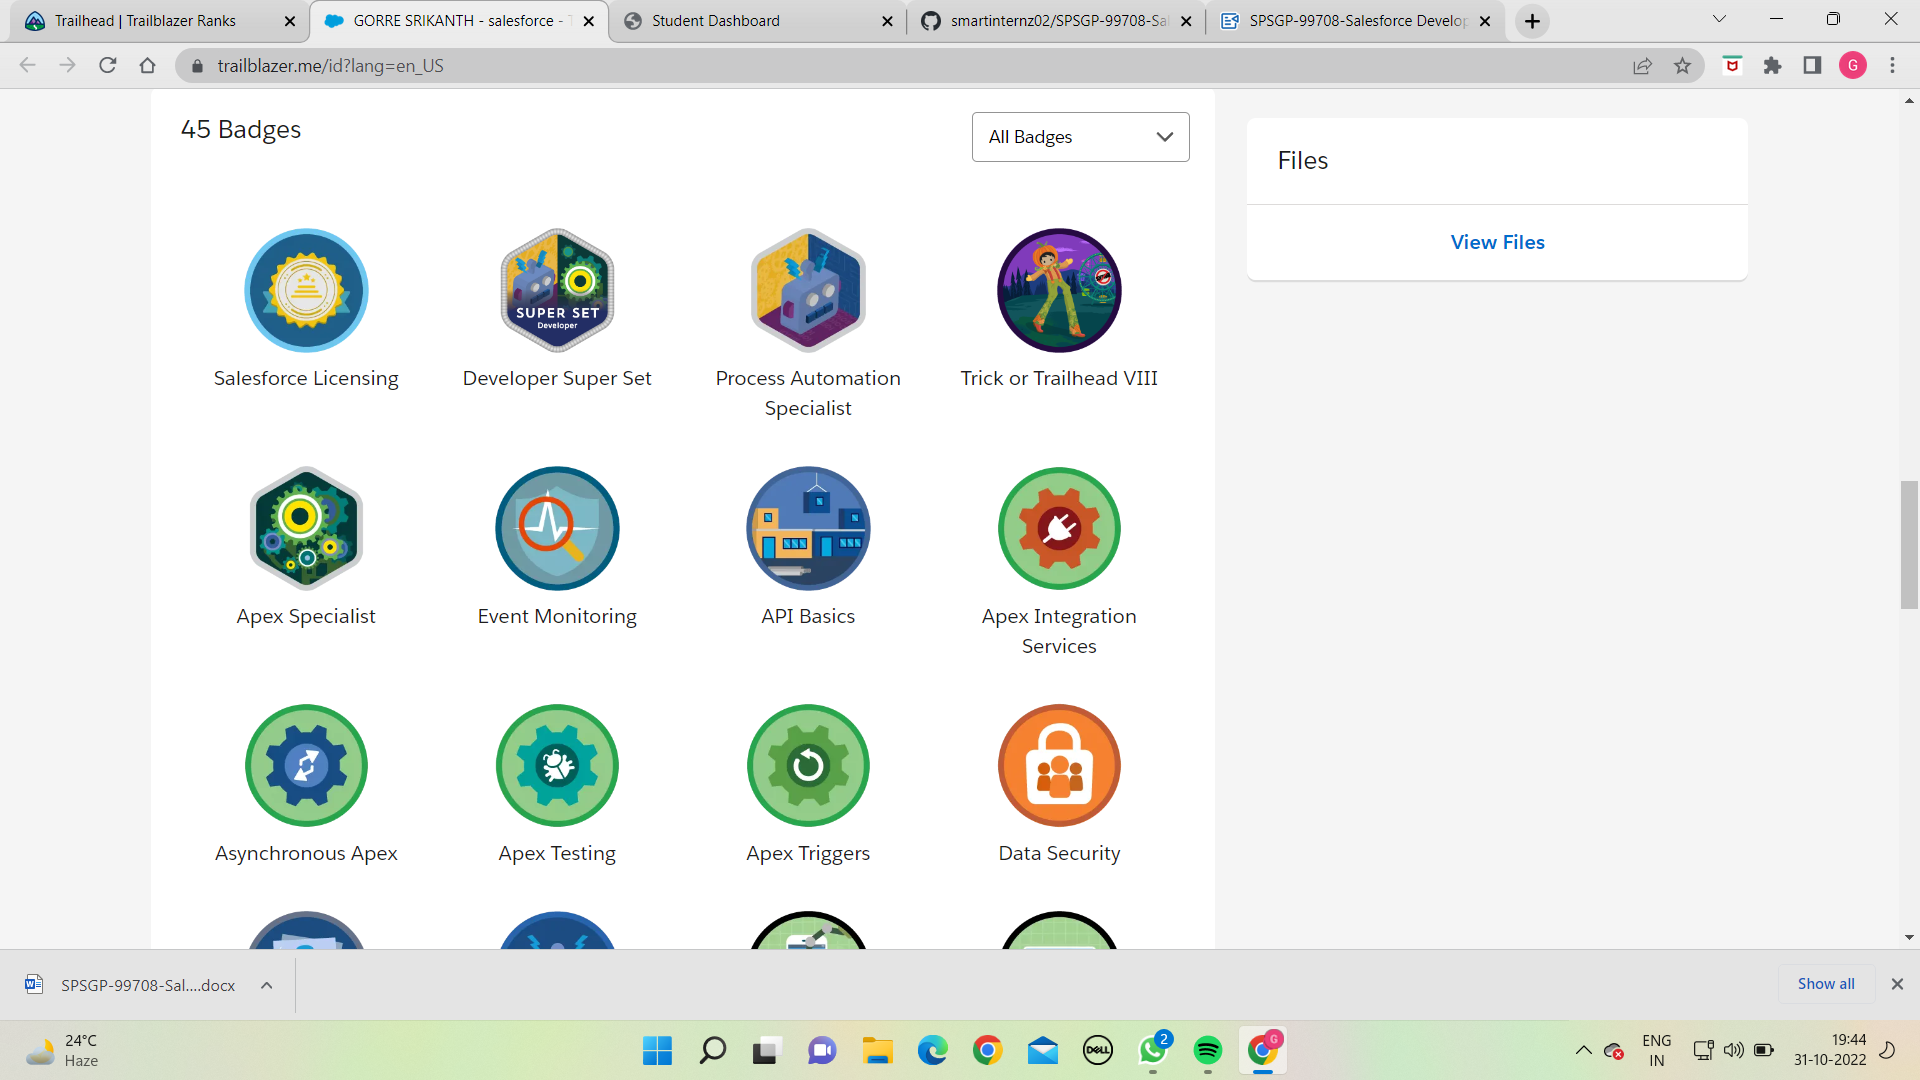 Trailhead | Trailblazer Ranks
GORRE SRIKANTH - salesforce - T
Student Dashboard
smartinternz02/SPSGP-99708-Sal
SPSGP-99708-Salesforce Develop
trailblazer.me/id?lang=en_US
G
45 Badges
All Badges
Files
View Files
SUPER SET
Developer
Salesforce Licensing
Developer Super Set
Process Automation
Specialist
Trick or Trailhead VIII
Apex Specialist
Event Monitoring
API Basics
Apex Integration
Services
Asynchronous Apex
Apex Testing
Apex Triggers
Data Security
SPSGP-99708-Sal....docx
Show all
24°C
Haze
DELL
2
G
ENG
IN
19:44
31-10-2022